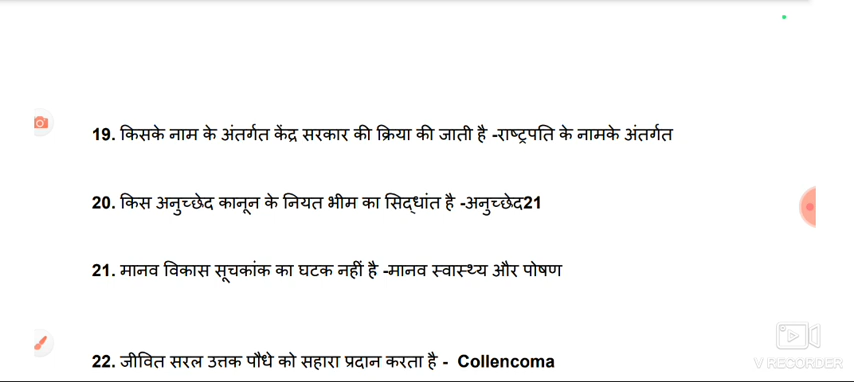 19. किसके नाम के अंतर्गत केंद्र सरकार की क्रिया की जाती है -राष्ट्रपति के नामके अंतर्गत
20. किस अनुच्छेद कानून के नियत भीम का सिद्धांत है -अनुच्छेद21
21. मानव विकास सूचकांक का घटक नहीं है -मानव स्वास्थ्य और पोषण
V RECORDER
22. जीवित सरल उत्तक पौधे को सहारा प्रदान करता है - Collencoma